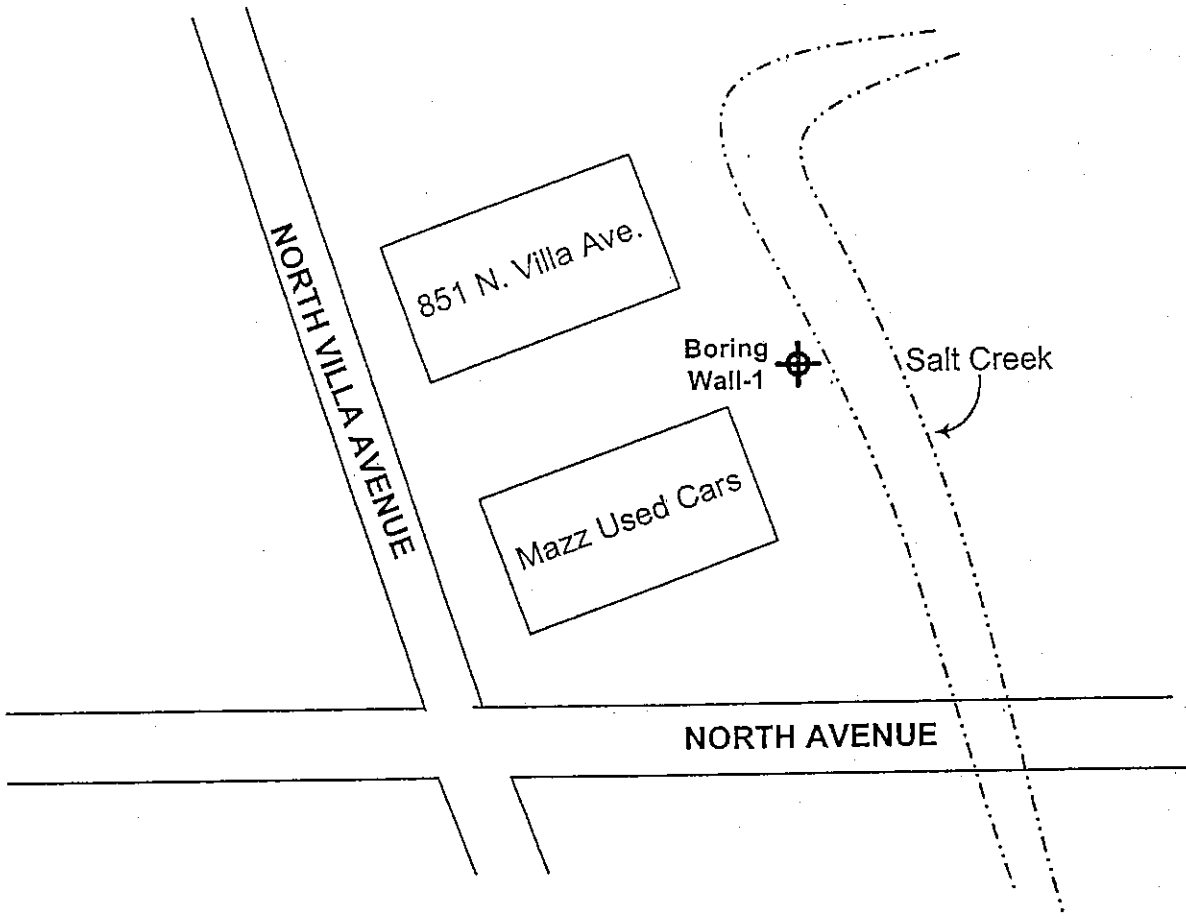 851 N. Villa Ave.
NORTH VILLA AVENUE
Boring
Wall-1
Salt Creek
Mazz Used Cars
NORTH AVENUE